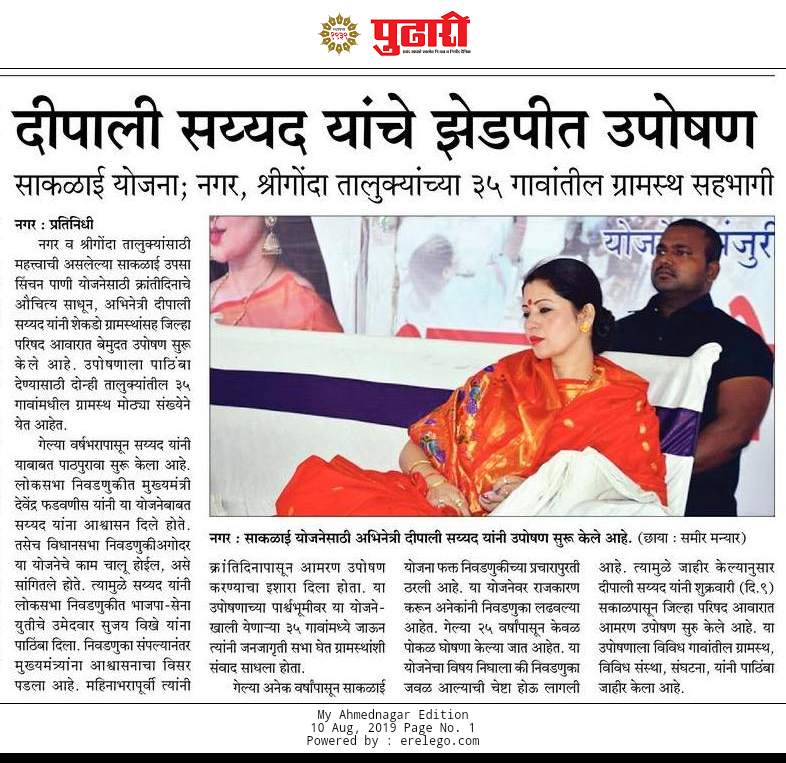 पुढारी
दीपाली सय्यद यांचे झेडपीत उपोषण
साकळाई योजना; नगर, श्रीगोंदा तालुक्यांच्या ३५ गावांतील ग्रामस्थ सहभागी
नगर : प्रतिनिधी
नगर व श्रीगोंदा तालुक्यांसाठी
महत्त्वाची असलेल्या साकळाई उपसा
सिंचन पाणी योजनेसाठी क्रांतीदिनाचे
औचित्य साधून, अभिनेत्री दीपाली
सय्यद यांनी शेकडो ग्रामस्थांसह जिल्हा
परिषद आवारात बेमुदत उपोषण सुरू
केले आहे. उपोषणाला पाठिंबा
देण्यासाठी दोन्ही तालुक्यांतील ३५
गावांमधील ग्रामस्थ मोठ्या संख्येने
येत आहेत.
गेल्या वर्षभरापासून सय्यद यांनी
याबाबत पाठपुरावा सुरू केला आहे.
लोकसभा निवडणुकीत मुख्यमंत्री
देवेंद्र फडवणीस यांनी या योजनेबाबत
सय्यद यांना आश्वासन दिले होते.
तसेच विधानसभा निवडणुकीअगोदर
या योजनेचे काम चालू होईल, असे
सांगितले होते. त्यामुळे सय्यद यांनी
लोकसभा निवडणुकीत भाजपा-सेना
युतीचे उमेदवार सुजय विखे यांना
पाठिंबा दिला. निवडणुका संपल्यानंतर
मुख्यमंत्र्यांना आश्वासनाचा विसर
पडला आहे. महिनाभरापूर्वी त्यांनी
योजने मंजुरी
नगर : साकळाई योजनेसाठी अभिनेत्री दीपाली सय्यद यांनी उपोषण सुरू केले आहे. (छाया : समीर मन्यार)
क्रांतिदिनापासून आमरण उपोषण
करण्याचा इशारा दिला होता. या
उपोषणाच्या पार्श्वभूमीवर या योजने-
खाली येणाऱ्या ३५ गावांमध्ये जाऊन
त्यांनी जनजागृती सभा घेत ग्रामस्थांशी
संवाद साधला होता.
गेल्या अनेक वर्षांपासून साकळाई
योजना फक्त निवडणुकीच्या प्रचारापुरती
ठरली आहे. या योजनेवर राजकारण
करून अनेकांनी निवडणुका लढवल्या
आहेत. गेल्या २५ वर्षांपासून केवळ
पोकळ घोषणा केल्या जात आहेत. या
योजनेचा विषय निघाला की निवडणुका
जवळ आल्याची चेष्टा होऊ लागली
आहे. त्यामुळे जाहीर केल्यानुसार
दीपाली सय्यद यांनी शुक्रवारी (दि.९)
सकाळपासून जिल्हा परिषद आवारात
आमरण उपोषण सुरु केले आहे. या
उपोषणाला विविध गावांतील ग्रामस्थ,
विविध संस्था, संघटना, यांनी पाठिंबा
जाहीर केला आहे.
My Ahmednagar Edition
10 Aug, 2019 Page No. 1
Powered by : erelego.com